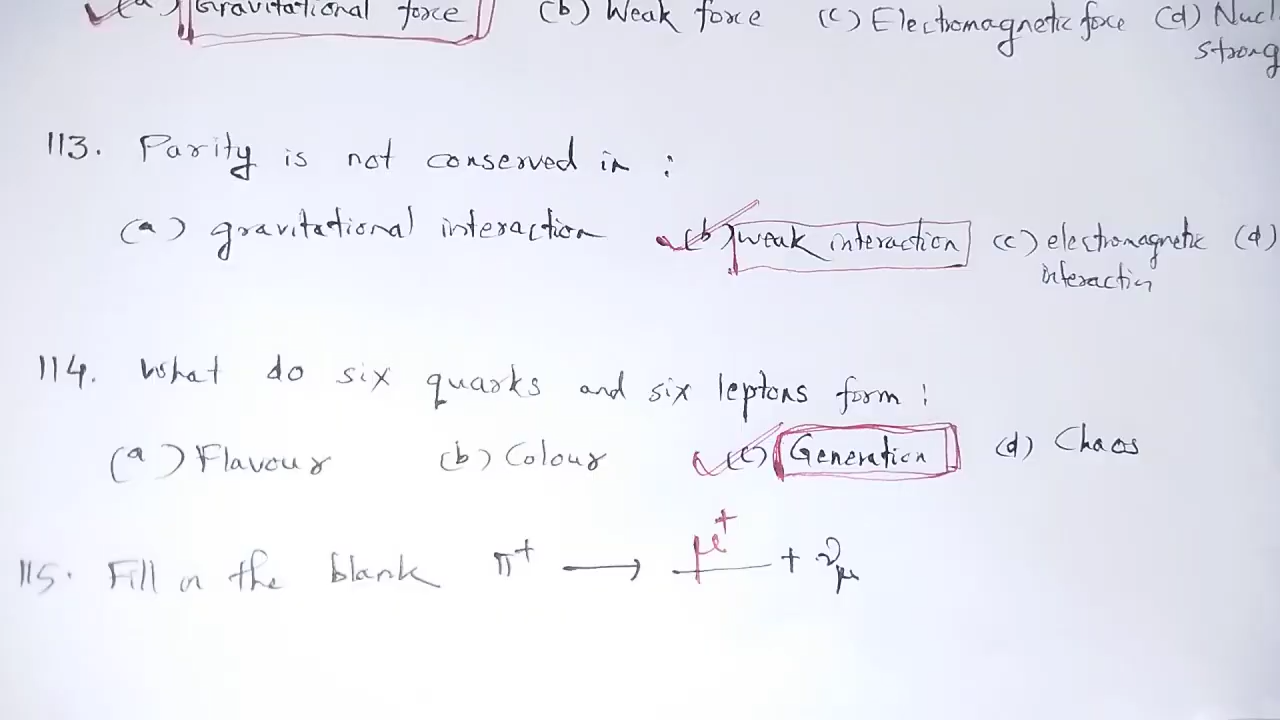 (a) Gravitational force (b) Weak force (c) Electromagnetic force (d) Nucl
strong
113. Parity is not conserved in :
(a) gravitational interaction (b) weak interaction (c) electromagnetic (d)
interaction
114. What do six quarks and six leptons form :
(a) Flavour (b) Colour (c) Generation (d) Chaos
115. Fill in the blank π⁺ → μ⁺ + ν_μ